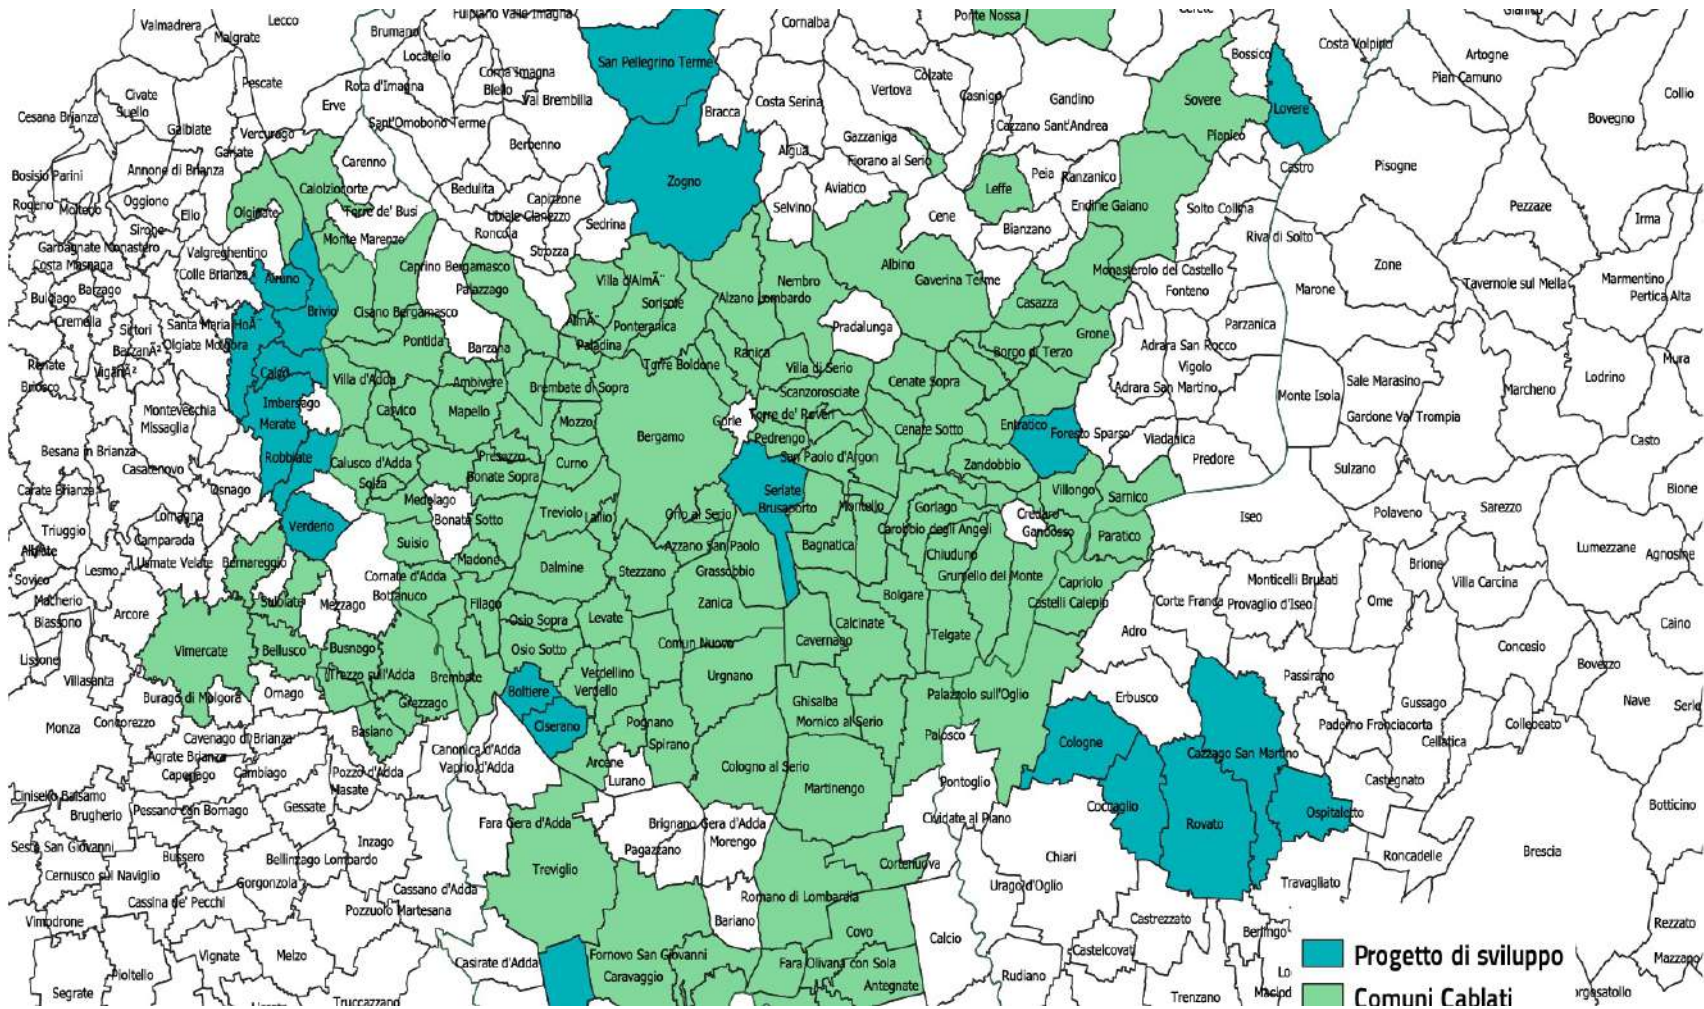 Fuipiano Valle Imagna
Cornalba
Ponte Nossa
Valmadrera
Lecco
Malgrate
Brumano
Locatello
San Pellegrino Terme
Bossico
Costa Volpino
Artogne
Pian Camuno
Collio
Civate
Suello
Pescate
Rota d'Imagna
Corna Imagna
Blello
Val Brembilla
Bracca
Costa Serina
Vertova
Colzate
Casnigo
Gandino
Sovere
Lovere
Bovegno
Cesana Brianza
Galbiate
Erve
Vercurago
Sant'Omobono Terme
Gazzaniga
Cazzano Sant'Andrea
Pianico
Garlate
Carenno
Berbenno
Algua
Fiorano al Serio
Castro
Pisogne
Bosisio Parini
Annone di Brianza
Calolziocorte
Bedulita
Capizzone
Zogno
Aviatico
Leffe
Peia
Ranzanico
Rogeno
Molteno
Oggiono
Ello
Olginate
Torre de' Busi
Ubiale Clanezzo
Roncola
Sedrina
Selvino
Cene
Endine Gaiano
Solto Collina
Pezzaze
Irma
Sirone
Garbagnate Monastero
Costa Masnaga
Valgreghentino
Monte Marenzo
Strozza
Bianzano
Riva di Solto
Colle Brianza
Airuno
Caprino Bergamasco
Palazzago
Villa d'AlmÃ¨
Sorisole
Nembro
Albino
Gaverina Terme
Monasterolo del Castello
Fonteno
Zone
Tavernole sul Mella
Marmentino
Pertica Alta
Bulciago
Barzago
Cremella
Sirtori
Santa Maria HoÃ¨
Brivio
Cisano Bergamasco
AlmÃ¨
Ponteranica
Alzano Lombardo
Pradalunga
Casazza
Marone
Parzanica
BarzanÃ²
Olgiate Molgora
Pontida
Barzana
Paladina
Ranica
Borgo di Terzo
Grone
Adrara San Rocco
Renate
ViganÃ²
Calco
Villa d'Adda
Ambivere
Brembate di Sopra
Torre Boldone
Villa di Serio
Cenate Sopra
Vigolo
Sale Marasino
Marcheno
Lodrino
Mura
Briosco
Montevecchia
Missaglia
Imbersago
Merate
Carvico
Mapello
Mozzo
Bergamo
Gorle
Scanzorosciate
Torre de' Roveri
Cenate Sotto
Entratico
Foresto Sparso
Adrara San Martino
Viadanica
Monte Isola
Gardone Val Trompia
Casto
Besana in Brianza
Casatenovo
Robbiate
Calusco d'Adda
Presezzo
Curno
Pedrengo
San Paolo d'Argon
Zandobbio
Predore
Sulzano
Carate Brianza
Osnago
Solza
Bonate Sopra
Seriate
Brusaporto
Villongo
Sarnico
Bione
Triuggio
Lomagna
Camparada
Verderio
Medolago
Bonate Sotto
Treviolo
Lallio
Orio al Serio
Montello
Gorlago
Carobbio degli Angeli
Credaro
Gandosso
Paratico
Iseo
Polaveno
Sarezzo
Albiate
Sovico
Lesmo
Usmate Velate
Bernareggio
Suisio
Madone
Dalmine
Stezzano
Azzano San Paolo
Grassobbio
Bagnatica
Chiuduno
Grumello del Monte
Capriolo
Monticelli Brusati
Brione
Villa Carcina
Lumezzane
Agnosine
Macherio
Biassono
Arcore
Sulbiate
Mezzago
Cornate d'Adda
Bottanuco
Filago
Osio Sopra
Levate
Zanica
Bolgare
Calcinate
Castelli Calepio
Corte Franca
Provaglio d'Iseo
Ome
Caino
Lissone
Villasanta
Vimercate
Bellusco
Busnago
Osio Sotto
Comun Nuovo
Cavernago
Telgate
Adro
Concesio
Bovezzo
Burago di Molgora
Ornago
Trezzo sull'Adda
Brembate
Boltiere
Verdellino
Verdello
Urgnano
Ghisalba
Palazzolo sull'Oglio
Erbusco
Passirano
Gussago
Nave
Monza
Concorezzo
Cavenago di Brianza
Grezzago
Basiano
Ciserano
Pognano
Spirano
Mornico al Serio
Palosco
Cologne
Cazzago San Martino
Paderno Franciacorta
Cellatica
Collebeato
Agrate Brianza
Caponago
Cambiago
Pozzo d'Adda
Masate
Canonica d'Adda
Vaprio d'Adda
Arcene
Lurano
Cologno al Serio
Martinengo
Pontoglio
Castegnato
Cinisello Balsamo
Brugherio
Pessano con Bornago
Gessate
Inzago
Fara Gera d'Adda
Brignano Gera d'Adda
Cividate al Piano
Coccaglio
Rovato
Ospitaletto
Botticino
Sesto San Giovanni
Bussero
Bellinzago Lombardo
Pagazzano
Morengo
Cortenuova
Chiari
Roncadelle
Brescia
Cernusco sul Naviglio
Gorgonzola
Cassano d'Adda
Treviglio
Romano di Lombardia
Urago d'Oglio
Travagliato
Vimodrone
Cassina de' Pecchi
Pozzuolo Martesana
Bariano
Covo
Calcio
Castrezzato
Berlingo
Rezzato
Pioltello
Vignate
Melzo
Casirate d'Adda
Fornovo San Giovanni
Caravaggio
Fara Olivana con Sola
Antegnate
Castelcovati
Rudiano
Mazzano
Segrate
Truccazzano
Trenzano
Progetto di sviluppo
Comuni Cablati